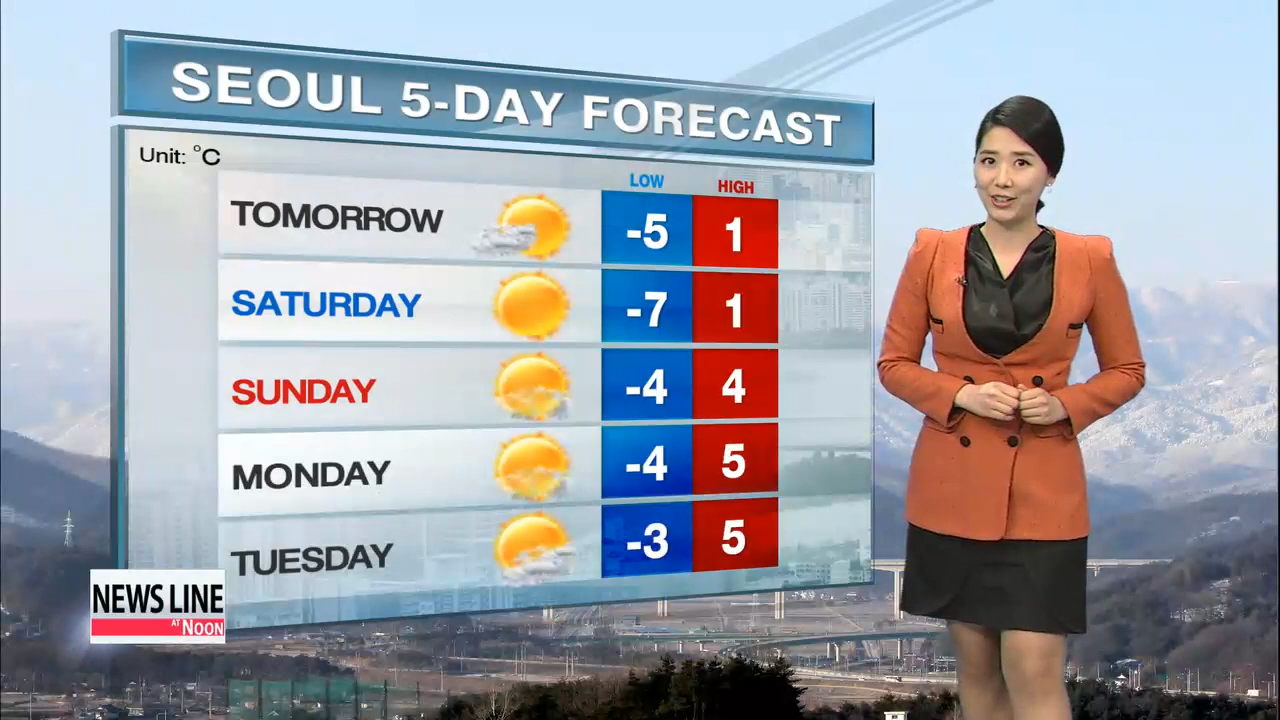 SEOUL 5-DAY FORECAST
Unit: °C
LOW HIGH
TOMORROW -5 1
SATURDAY -7 1
SUNDAY -4 4
MONDAY -4 5
TUESDAY -3 5
NEWS LINE
AT NOON